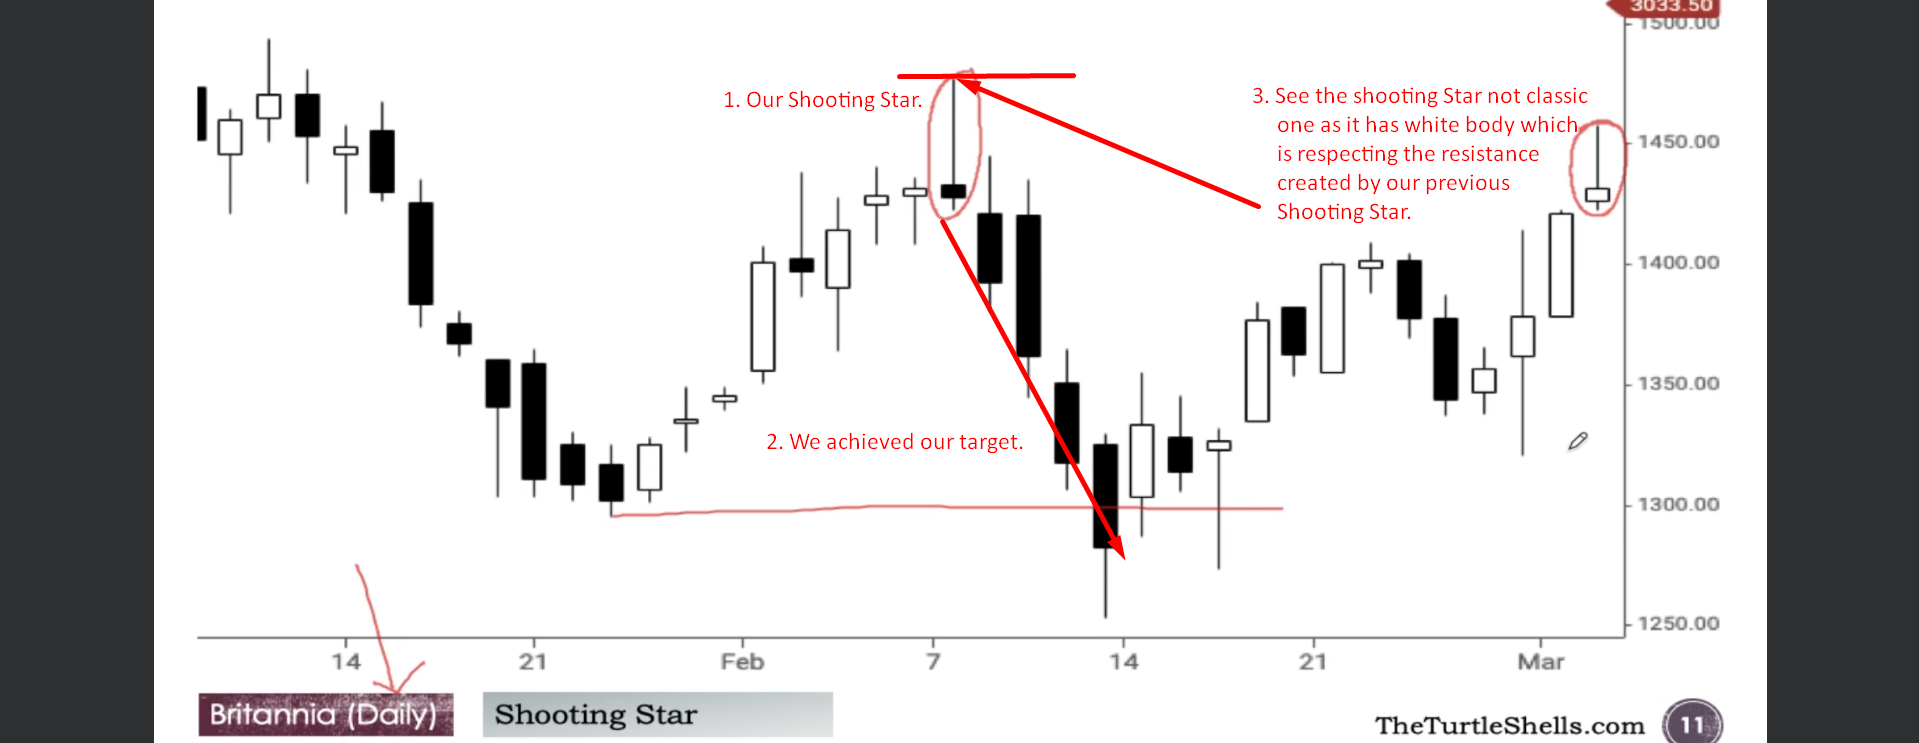 3033.50
1500.00
1. Our Shooting Star.
3. See the shooting Star not classic
one as it has white body which
is respecting the resistance
created by our previous
Shooting Star.
1450.00
1400.00
1350.00
2. We achieved our target.
1300.00
1250.00
14 21 Feb 7 14 21 Mar
Britannia (Daily) Shooting Star
TheTurtleShells.com 11